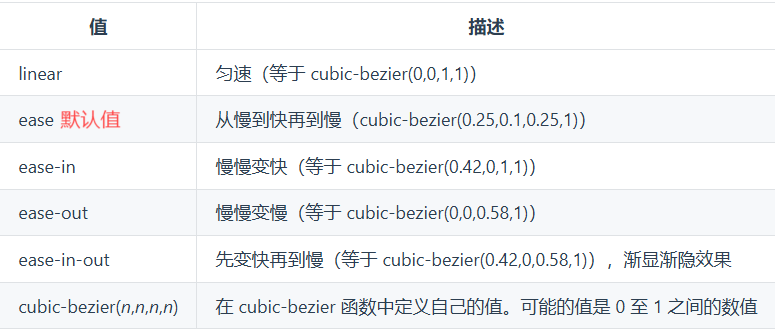 值 描述
linear 匀速（等于 cubic-bezier(0,0,1,1)）
ease 默认值 从慢到快再到慢（cubic-bezier(0.25,0.1,0.25,1)）
ease-in 慢慢变快（等于 cubic-bezier(0.42,0,1,1)）
ease-out 慢慢变慢（等于 cubic-bezier(0,0,0.58,1)）
ease-in-out 先变快再到慢（等于 cubic-bezier(0.42,0,0.58,1)），渐显渐隐效果
cubic-bezier(n,n,n,n) 在 cubic-bezier 函数中定义自己的值。可能的值是 0 至 1 之间的数值